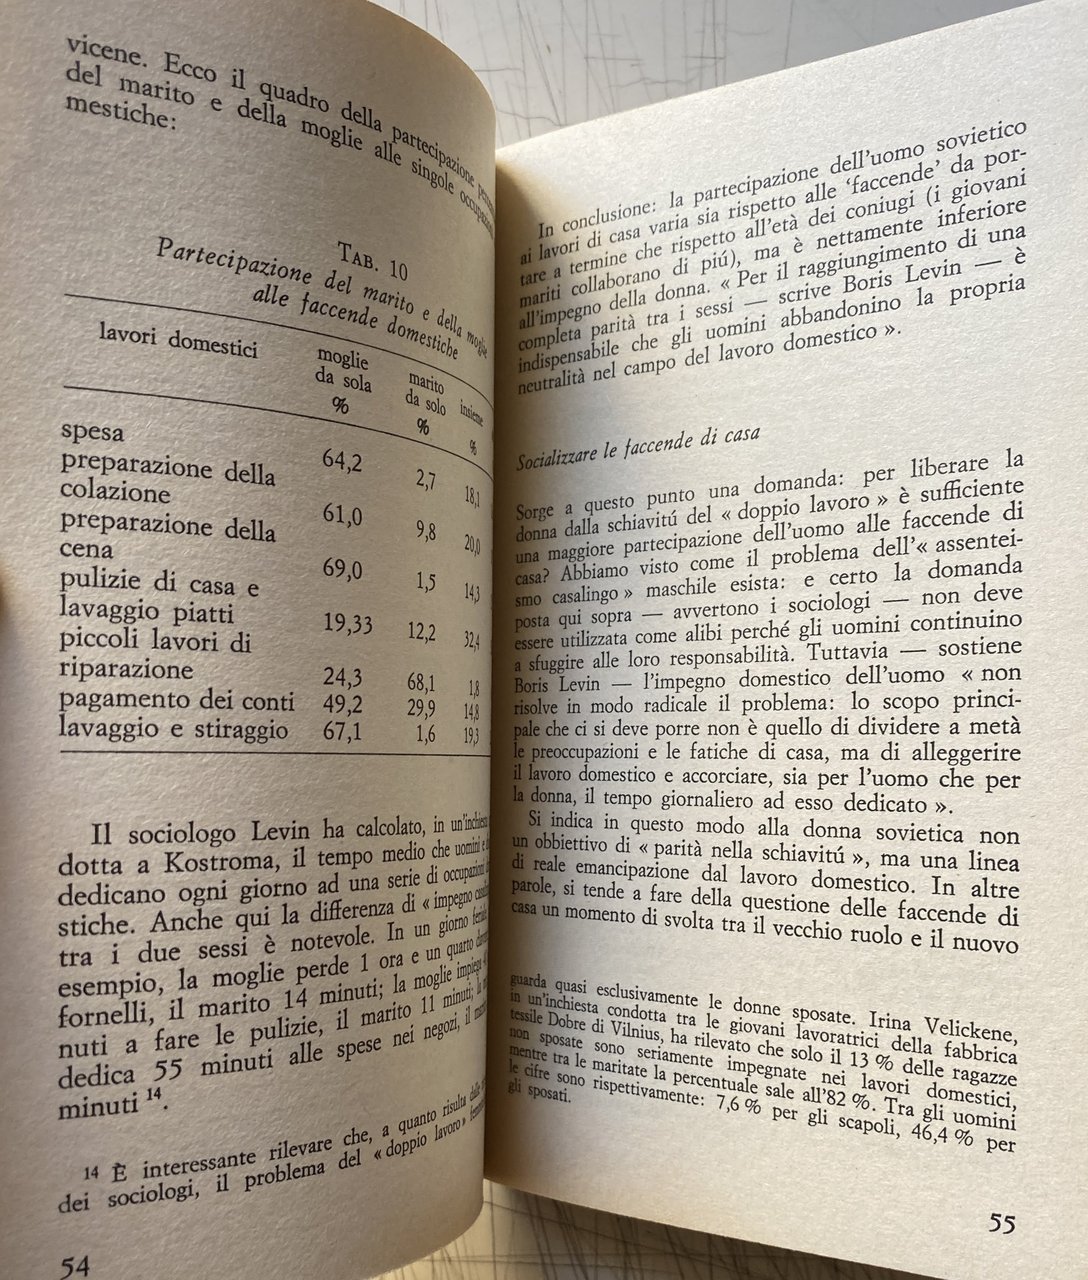 vicene. Ecco il quadro della partecipazione
del marito e della moglie alle singole
mestiche:
TAB. 10
Partecipazione del marito e della moglie
alle faccende domestiche
lavori domestici moglie da sola % marito da solo % insieme %
spesa 64,2 2,7 18,1
preparazione della
colazione 61,0 9,8 20,0
preparazione della
cena 69,0 1,5 14,3
pulizie di casa e
lavaggio piatti 19,33 12,2 32,4
piccoli lavori di
riparazione 24,3 68,1 1,8
pagamento dei conti 49,2 29,9 14,8
lavaggio e stiraggio 67,1 1,6 19,3
Il sociologo Levin ha calcolato, in un'inchiesta
dotta a Kostroma, il tempo medio che uomini e
dedicano ogni giorno ad una serie di occupazioni
stiche. Anche qui la differenza di « impegno
tra i due sessi è notevole. In un giorno
esempio, la moglie perde 1 ora e un quarto
fornelli, il marito 14 minuti; la moglie impiega
nuti a fare le pulizie, il marito 11 minuti; la
dedica 55 minuti alle spese nei negozi, il
minuti 14.
14 È interessante rilevare che, a quanto risulta dalle
dei sociologi, il problema del « doppio lavoro »
54
In conclusione: la partecipazione dell'uomo sovietico
ai lavori di casa varia sia rispetto alle 'faccende' da por-
tare a termine che rispetto all'età dei coniugi (i giovani
mariti collaborano di piú), ma è nettamente inferiore
all'impegno della donna. « Per il raggiungimento di una
completa parità tra i sessi — scrive Boris Levin — è
indispensabile che gli uomini abbandonino la propria
neutralità nel campo del lavoro domestico ».
Socializzare le faccende di casa
Sorge a questo punto una domanda: per liberare la
donna dalla schiavitú del « doppio lavoro » è sufficiente
una maggiore partecipazione dell'uomo alle faccende di
casa? Abbiamo visto come il problema dell'« assentei-
smo casalingo » maschile esista: e certo la domanda
posta qui sopra — avvertono i sociologi — non deve
essere utilizzata come alibi perché gli uomini continuino
a sfuggire alle loro responsabilità. Tuttavia — sostiene
Boris Levin — l'impegno domestico dell'uomo « non
risolve in modo radicale il problema: lo scopo princi-
pale che ci si deve porre non è quello di dividere a metà
le preoccupazioni e le fatiche di casa, ma di alleggerire
il lavoro domestico e accorciare, sia per l'uomo che per
la donna, il tempo giornaliero ad esso dedicato ».
Si indica in questo modo alla donna sovietica non
un obbiettivo di « parità nella schiavitú », ma una linea
di reale emancipazione dal lavoro domestico. In altre
parole, si tende a fare della questione delle faccende di
casa un momento di svolta tra il vecchio ruolo e il nuovo
guarda quasi esclusivamente le donne sposate. Irina Velickene,
in un'inchiesta condotta tra le giovani lavoratrici della fabbrica
tessile Dobre di Vilnius, ha rilevato che solo il 13 % delle ragazze
non sposate sono seriamente impegnate nei lavori domestici,
mentre tra le maritate la percentuale sale all'82 %. Tra gli uomini
le cifre sono rispettivamente: 7,6 % per gli scapoli, 46,4 % per
gli sposati.
55